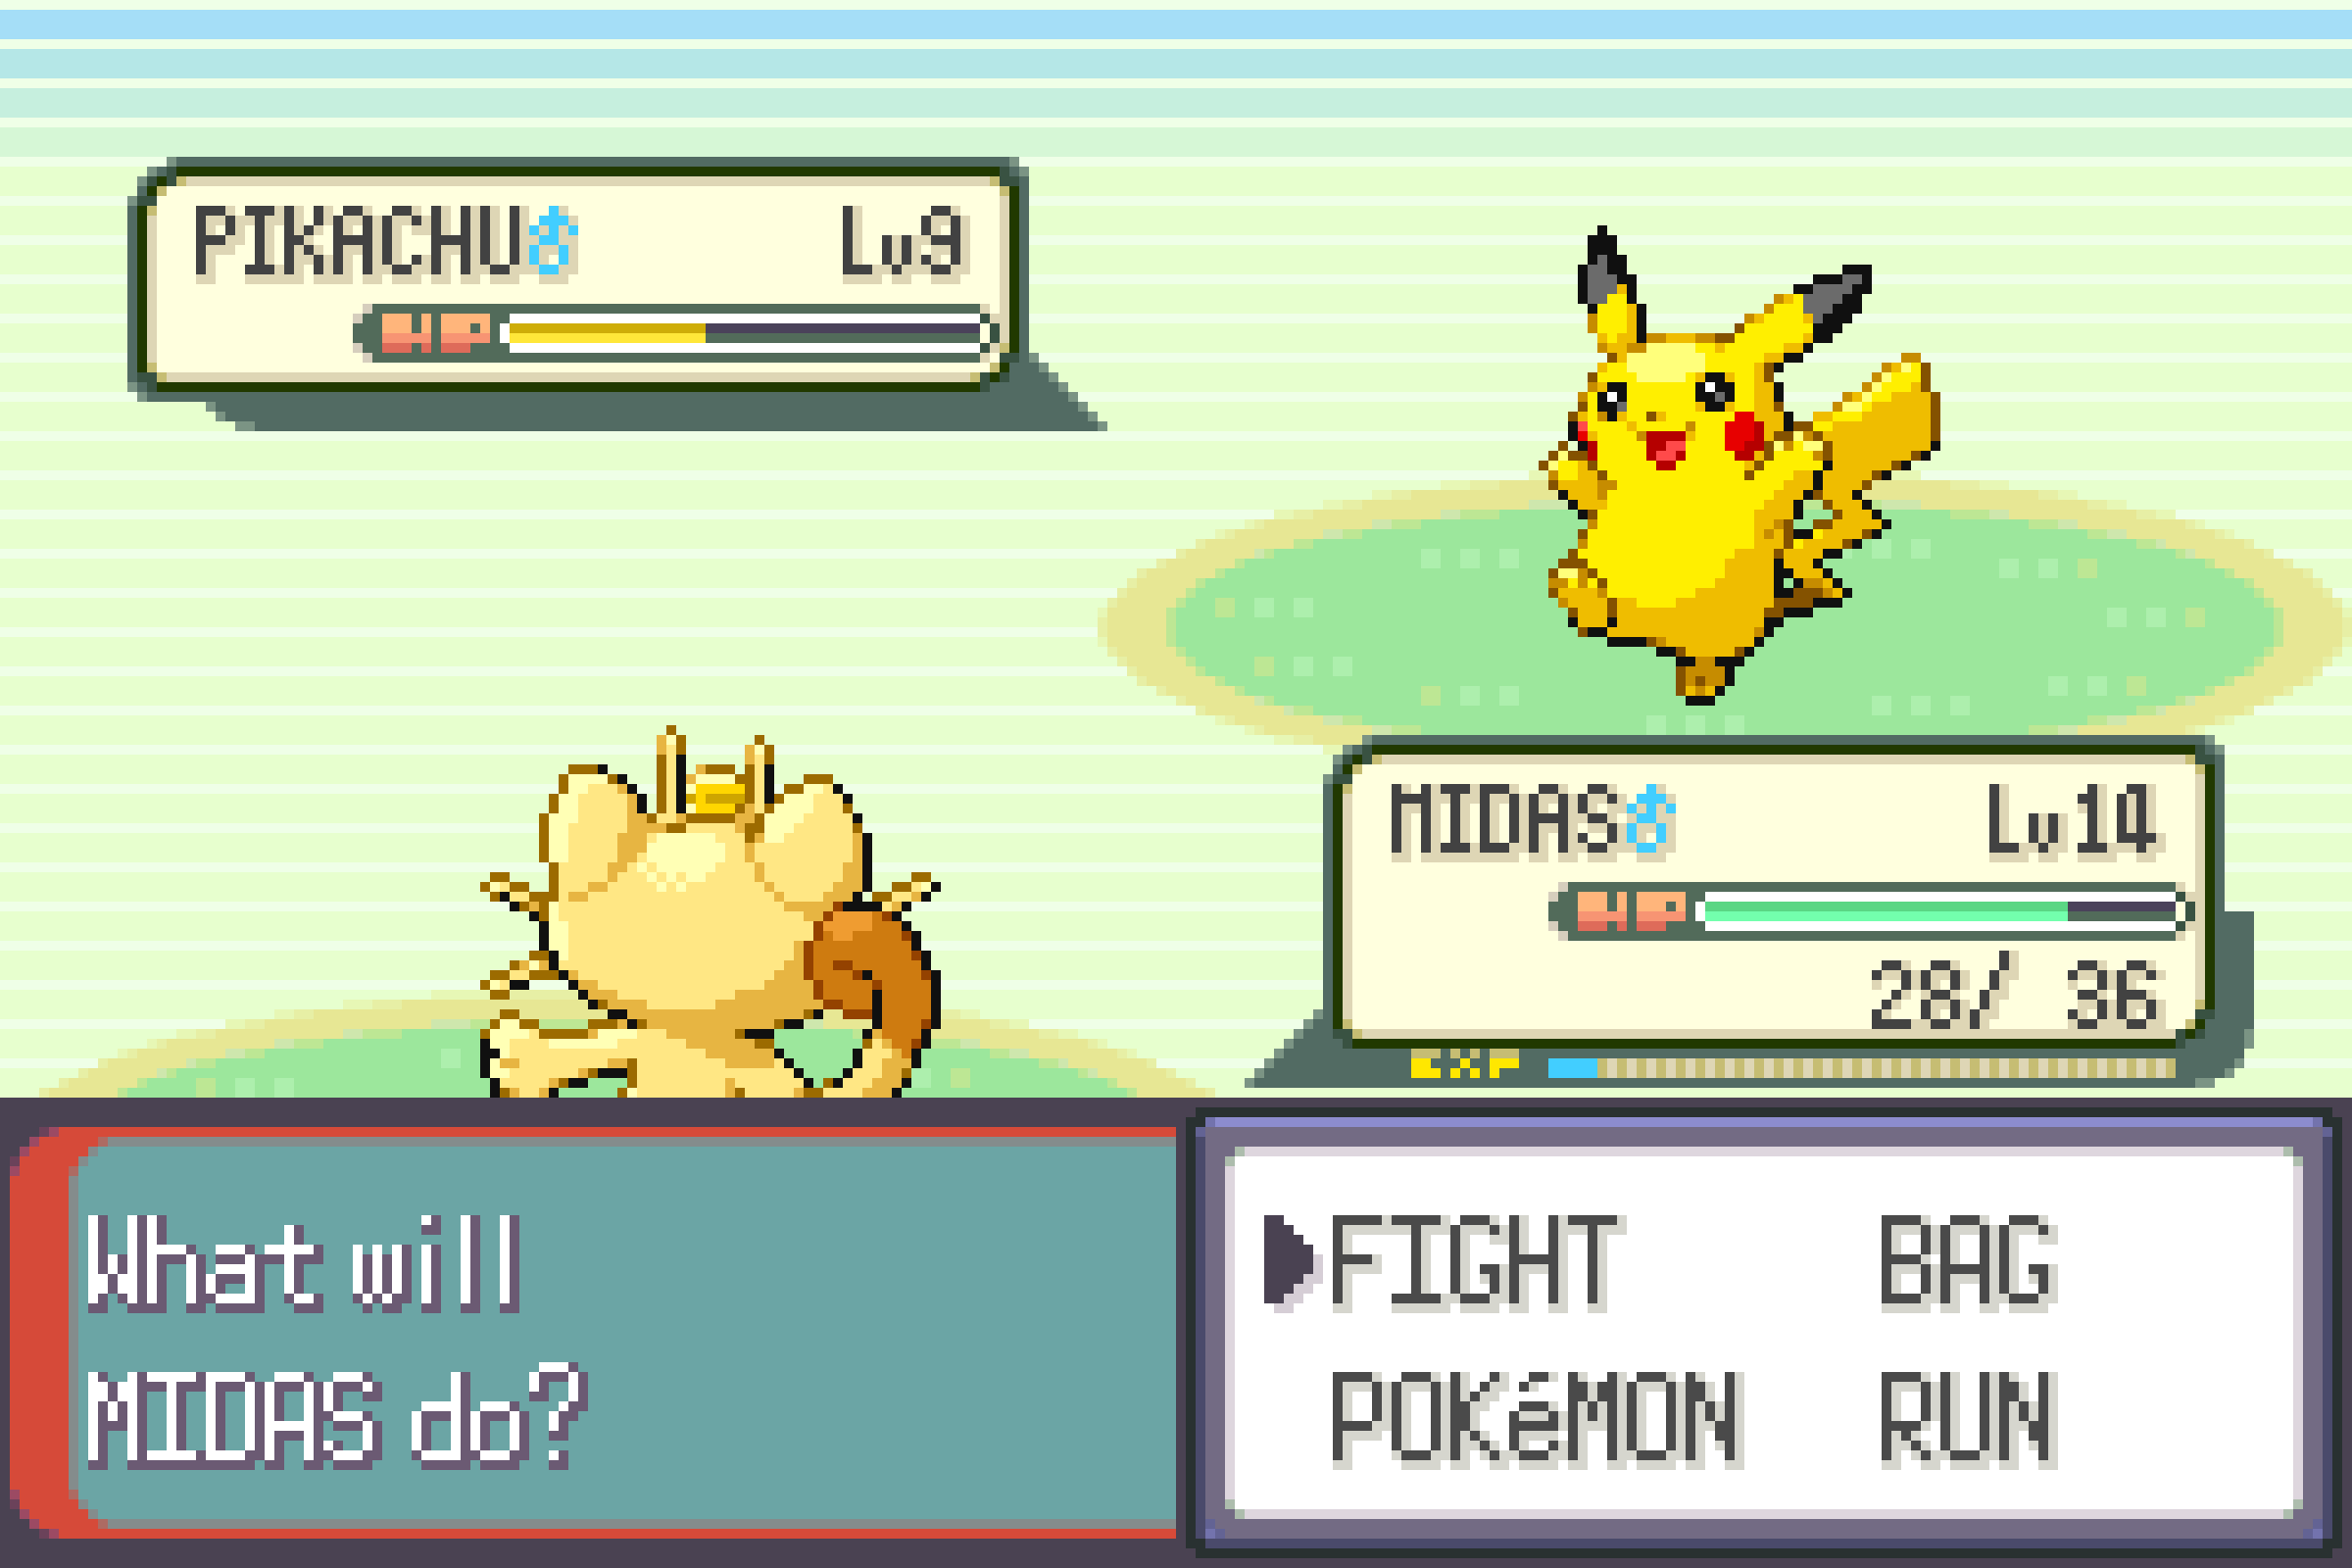 PIKACHU♂ Lv9
HP
MIDAS♂ Lv14
HP
28/ 36
EXP
What will
MIDAS do?
FIGHT BAG
POKéMON RUN